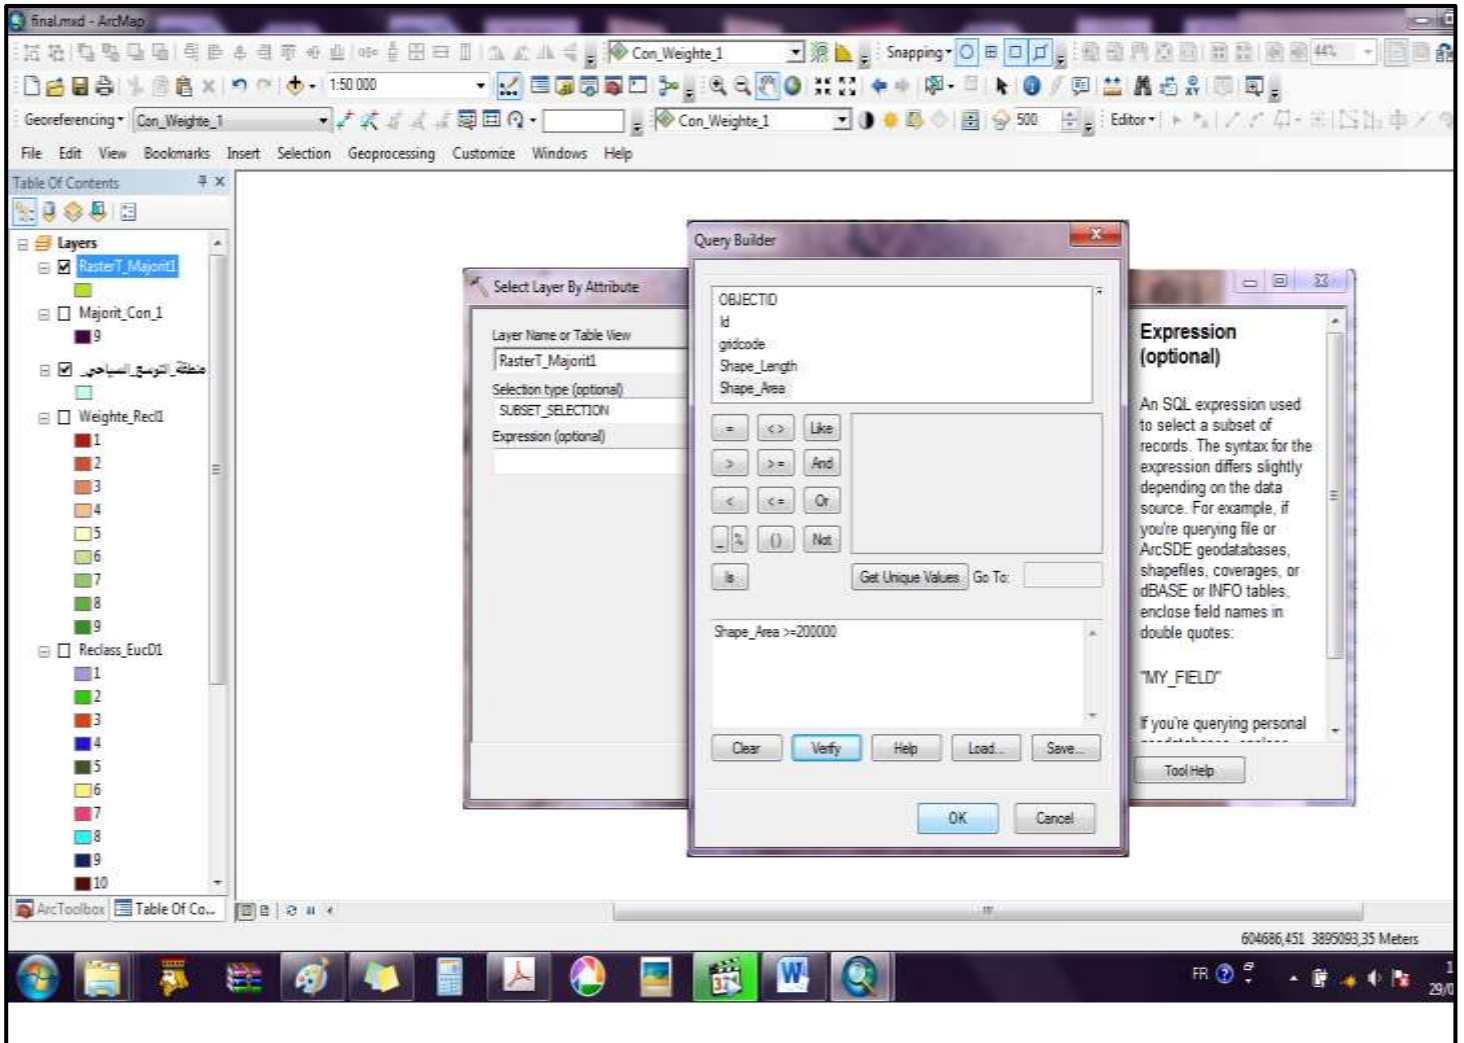 final.mxd - ArcMap
Con_Weighte_1
Snapping
44%
1:50 000
Georeferencing
Con_Weighte_1
Con_Weighte_1
500
Editor
File Edit View Bookmarks Insert Selection Geoprocessing Customize Windows Help
Table Of Contents
Layers
RasterT_Majorit1
Majorit_Con_1
9
منطقة_التوسع_السياحي_
Weighte_Recl1
1
2
3
4
5
6
7
8
9
Reclass_EucD1
1
2
3
4
5
6
7
8
9
10
ArcToolbox
Table Of Co...
Select Layer By Attribute
Layer Name or Table View
RasterT_Majorit1
Selection type (optional)
SUBSET_SELECTION
Expression (optional)
Query Builder
OBJECTID
Id
gridcode
Shape_Length
Shape_Area
= <> Like
> >= And
< <= Or
_ % () Not
Is
Get Unique Values Go To:
Shape_Area >=200000
Clear Verify Help Load... Save...
OK Cancel
Expression
(optional)
An SQL expression used
to select a subset of
records. The syntax for the
expression differs slightly
depending on the data
source. For example, if
you're querying file or
ArcSDE geodatabases,
shapefiles, coverages, or
dBASE or INFO tables,
enclose field names in
double quotes:
"MY_FIELD"
If you're querying personal
Tool Help
604686,451 3895093,35 Meters
FR
29/0